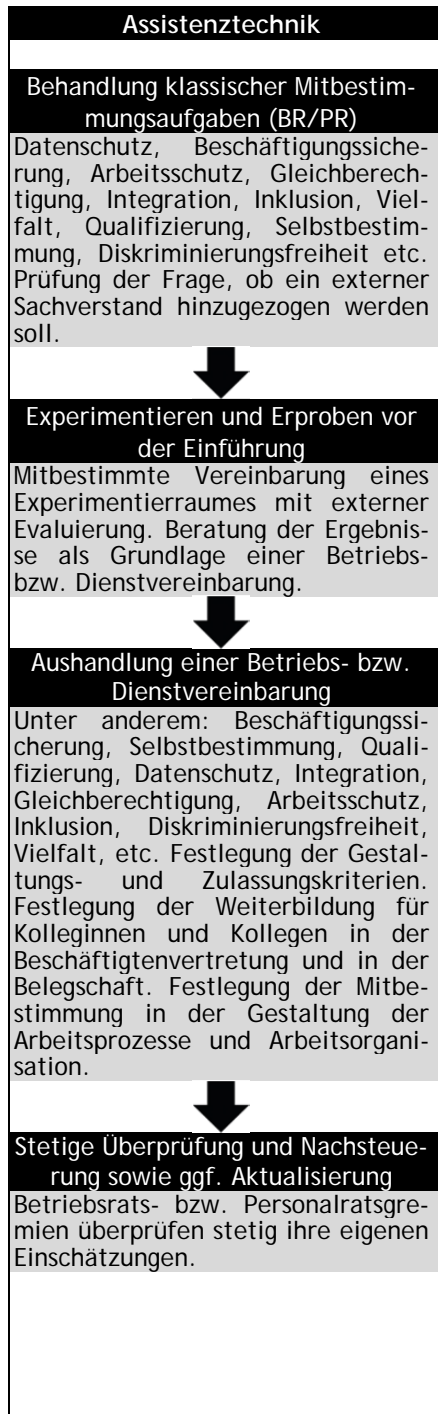 Assistenztechnik
Behandlung klassischer Mitbestim-
mungsaufgaben (BR/PR)
Datenschutz, Beschäftigungssiche-
rung, Arbeitsschutz, Gleichberech-
tigung, Integration, Inklusion, Viel-
falt, Qualifizierung, Selbstbestim-
mung, Diskriminierungsfreiheit etc.
Prüfung der Frage, ob ein externer
Sachverstand hinzugezogen werden
soll.
Experimentieren und Erproben vor
der Einführung
Mitbestimmte Vereinbarung eines
Experimentierraumes mit externer
Evaluierung. Beratung der Ergebnis-
se als Grundlage einer Betriebs-
bzw. Dienstvereinbarung.
Aushandlung einer Betriebs- bzw.
Dienstvereinbarung
Unter anderem: Beschäftigungssi-
cherung, Selbstbestimmung, Quali-
fizierung, Datenschutz, Integration,
Gleichberechtigung, Arbeitsschutz,
Inklusion, Diskriminierungsfreiheit,
Vielfalt, etc. Festlegung der Gestal-
tungs- und Zulassungskriterien.
Festlegung der Weiterbildung für
Kolleginnen und Kollegen in der
Beschäftigtenvertretung und in der
Belegschaft. Festlegung der Mitbe-
stimmung in der Gestaltung der
Arbeitsprozesse und Arbeitsorgani-
sation.
Stetige Überprüfung und Nachsteue-
rung sowie ggf. Aktualisierung
Betriebsrats- bzw. Personalratsgre-
mien überprüfen stetig ihre eigenen
Einschätzungen.